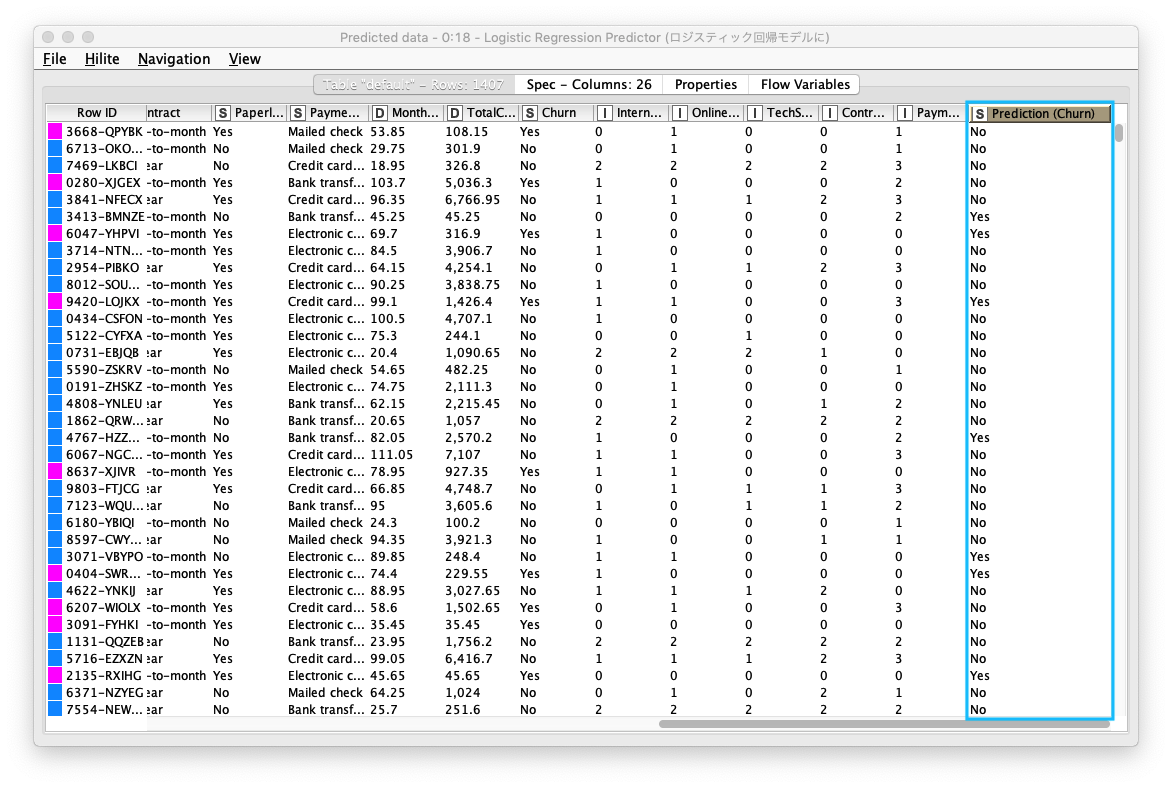 Predicted data - 0:18 - Logistic Regression Predictor (ロジスティック回帰モデルに)
File Hilite Navigation View
Table "default" - Rows: 1407 Spec - Columns: 26 Properties Flow Variables
Row ID ntract S Paperl... S Payme... D Month... D TotalC... S Churn I Intern... I Online... I TechS... I Contr... I Paym... S Prediction (Churn)
3668-QPYBK -to-month Yes Mailed check 53.85 108.15 Yes 0 1 0 0 1 No
6713-OKO... -to-month No Mailed check 29.75 301.9 No 0 1 0 0 1 No
7469-LKBCI ear No Credit card... 18.95 326.8 No 2 2 2 2 3 No
0280-XJGEX -to-month Yes Bank transf... 103.7 5,036.3 Yes 1 0 0 0 2 No
3841-NFECX ear Yes Credit card... 96.35 6,766.95 No 1 1 1 2 3 No
3413-BMNZE -to-month No Bank transf... 45.25 45.25 No 0 0 0 0 2 Yes
6047-YHPVI -to-month Yes Electronic c... 69.7 316.9 Yes 1 0 0 0 0 Yes
3714-NTN... -to-month Yes Electronic c... 84.5 3,906.7 No 1 0 0 0 0 No
2954-PIBKO ear Yes Credit card... 64.15 4,254.1 No 0 1 1 2 3 No
8012-SOU... -to-month Yes Electronic c... 90.25 3,838.75 No 1 0 0 0 0 No
9420-LOJKX -to-month Yes Credit card... 99.1 1,426.4 Yes 1 1 0 0 3 Yes
0434-CSFON -to-month Yes Electronic c... 100.5 4,707.1 No 1 0 0 0 0 No
5122-CYFXA -to-month Yes Electronic c... 75.3 244.1 No 0 0 1 0 0 No
0731-EBJQB ear Yes Electronic c... 20.4 1,090.65 No 2 2 2 1 0 No
5590-ZSKRV -to-month No Mailed check 54.65 482.25 No 0 1 0 0 1 No
0191-ZHSKZ -to-month Yes Electronic c... 74.75 2,111.3 No 0 1 0 0 0 No
4808-YNLEU ear Yes Bank transf... 62.15 2,215.45 No 0 1 0 1 2 No
1862-QRW... ear No Bank transf... 20.65 1,057 No 2 2 2 2 2 No
4767-HZZ... -to-month No Bank transf... 82.05 2,570.2 No 1 0 0 0 2 Yes
6067-NGC... -to-month Yes Credit card... 111.05 7,107 No 1 1 0 0 3 No
8637-XJIVR -to-month Yes Electronic c... 78.95 927.35 Yes 1 1 0 0 0 No
9803-FTJCG ear Yes Credit card... 66.85 4,748.7 No 0 1 1 1 3 No
7123-WQU... ear No Bank transf... 95 3,605.6 No 1 0 1 1 2 No
6180-YBIQI -to-month No Mailed check 24.3 100.2 No 0 0 0 0 1 No
8597-CWY... ear No Mailed check 94.35 3,921.3 No 1 0 0 1 1 No
3071-VBYPO -to-month No Electronic c... 89.85 248.4 No 1 1 0 0 0 Yes
0404-SWR... -to-month Yes Electronic c... 74.4 229.55 Yes 1 0 0 0 0 Yes
4622-YNKIJ ear Yes Electronic c... 88.95 3,027.65 No 1 1 1 2 0 No
6207-WIOLX -to-month Yes Credit card... 58.6 1,502.65 Yes 0 1 0 0 3 No
3091-FYHKI -to-month Yes Electronic c... 35.45 35.45 Yes 0 0 0 0 0 No
1131-QQZEB ear No Bank transf... 23.95 1,756.2 No 2 2 2 2 2 No
5716-EZXZN ear Yes Credit card... 99.05 6,416.7 No 1 1 1 2 3 No
2135-RXIHG -to-month Yes Electronic c... 45.65 45.65 Yes 0 0 0 0 0 Yes
6371-NZYEG ear No Mailed check 64.25 1,024 No 0 1 0 2 1 No
7554-NEW... ear No Bank transf... 25.7 251.6 No 2 2 2 2 2 No